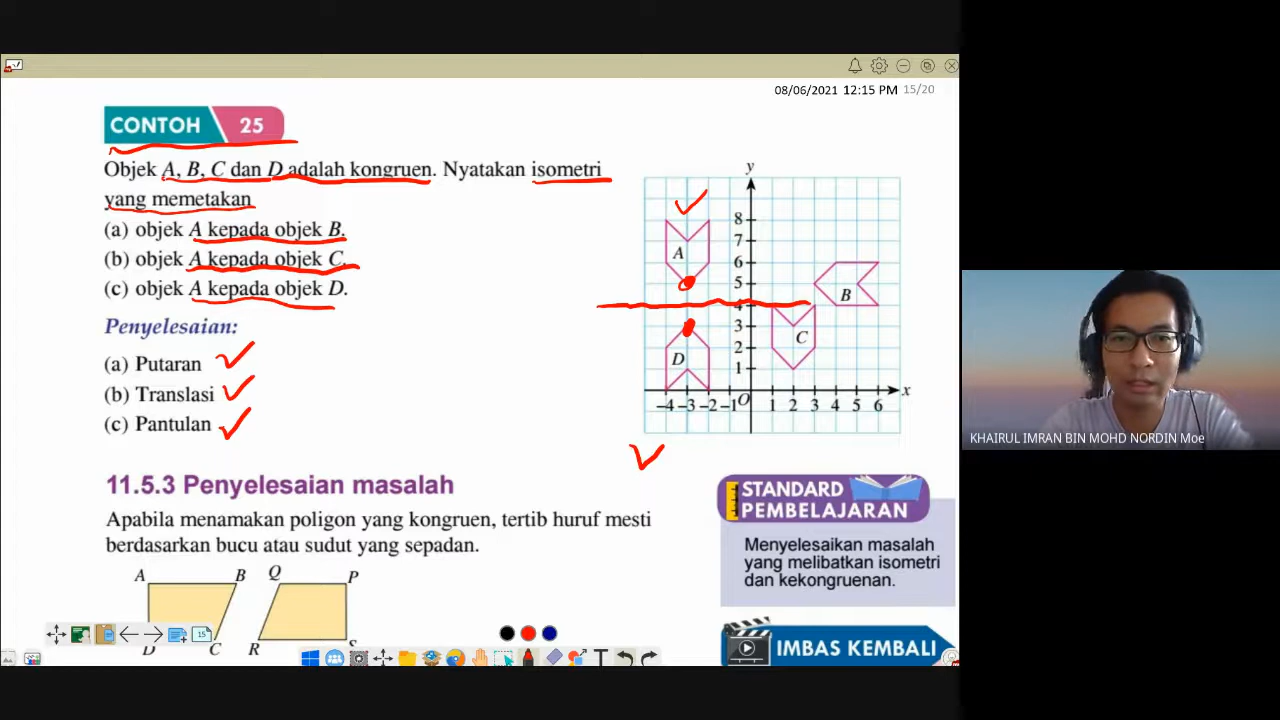 08/06/2021 12:15 PM 15/20
CONTOH 25
Objek A, B, C dan D adalah kongruen. Nyatakan isometri
yang memetakan
(a) objek A kepada objek B.
(b) objek A kepada objek C.
(c) objek A kepada objek D.
Penyelesaian:
(a) Putaran
(b) Translasi
(c) Pantulan
y
8
7
6
5
4
3
2
1
A
B
C
D
-4 -3 -2 -1 O 1 2 3 4 5 6 x
KHAIRUL IMRAN BIN MOHD NORDIN Moe
11.5.3 Penyelesaian masalah
Apabila menamakan poligon yang kongruen, tertib huruf mesti
berdasarkan bucu atau sudut yang sepadan.
A B Q P
D C R S
STANDARD
PEMBELAJARAN
Menyelesaikan masalah
yang melibatkan isometri
dan kekongruenan.
IMBAS KEMBALI
15